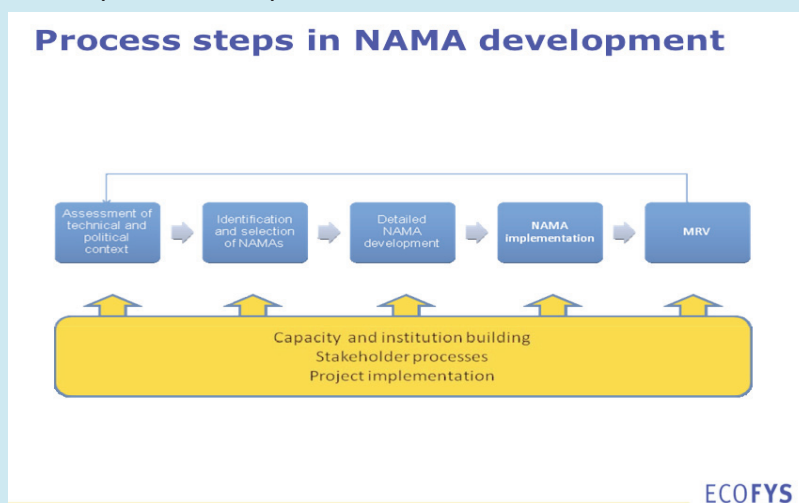 Process steps in NAMA development
Assessment of
technical and
political
context
Identification
and selection
of NAMAs
Detailed
NAMA
development
NAMA
implementation
MRV
Capacity and institution building
Stakeholder processes
Project implementation
ECOFYS